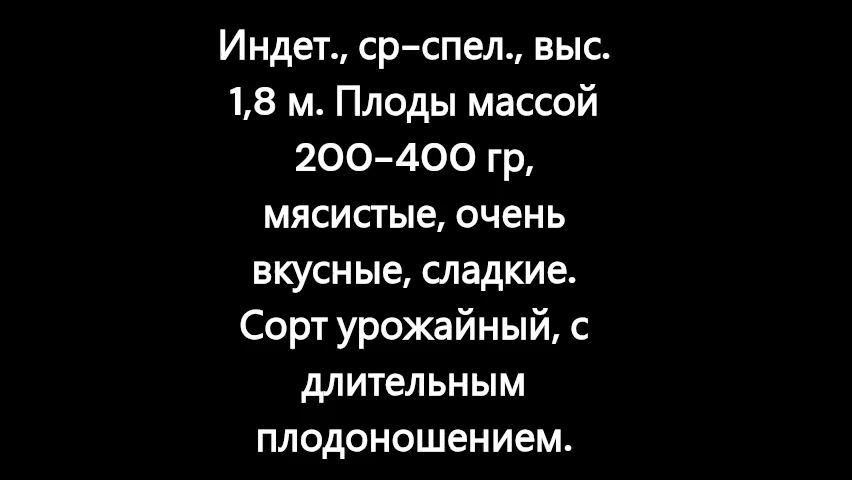 Индет., ср-спел., выс.
1,8 м. Плоды массой
200-400 гр,
мясистые, очень
вкусные, сладкие.
Сорт урожайный, с
длительным
плодоношением.